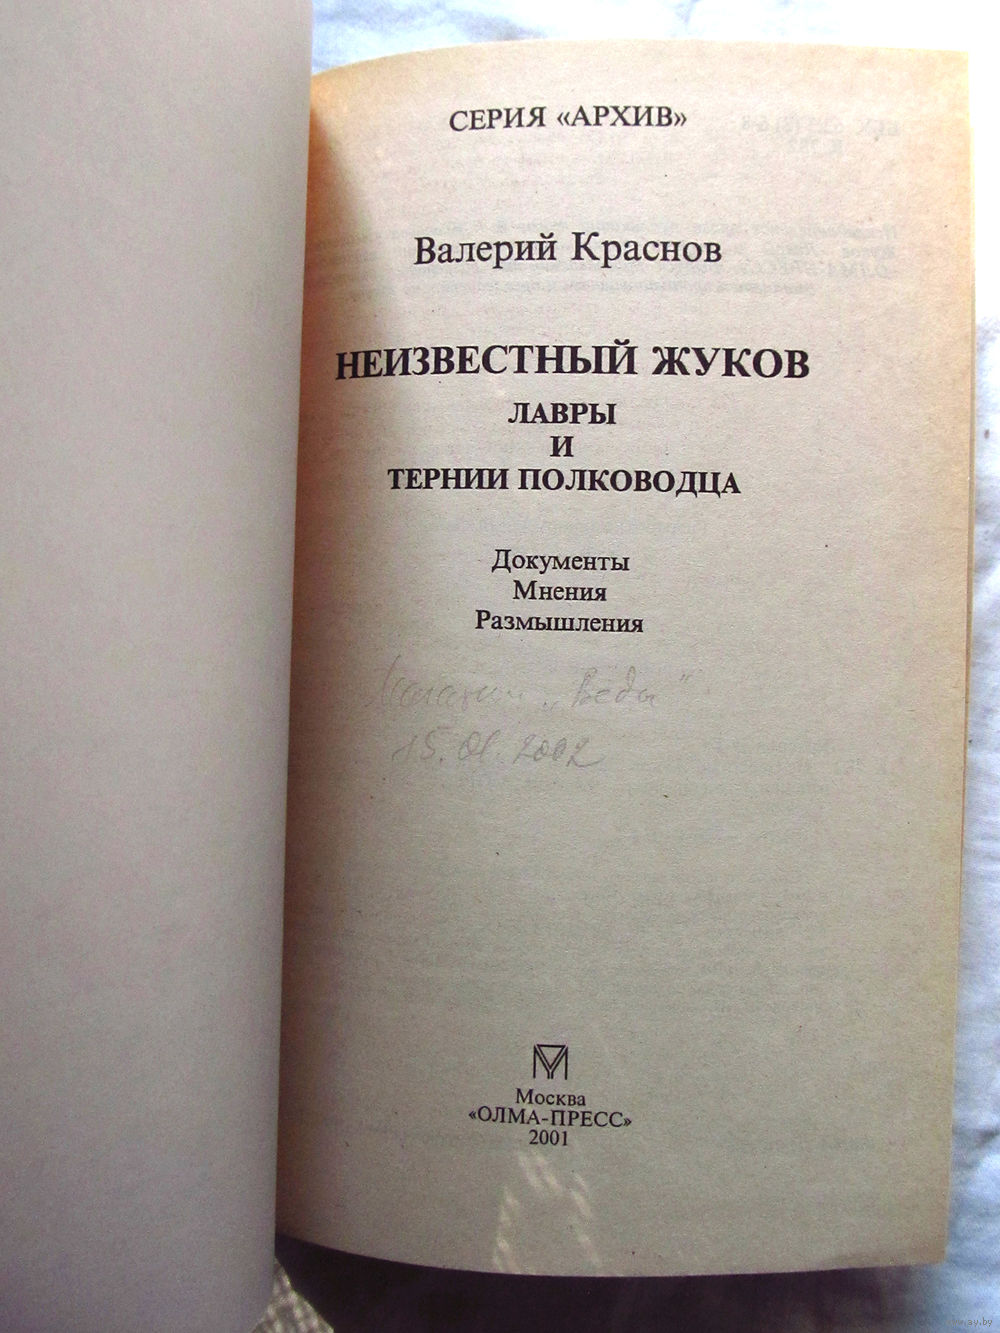 СЕРИЯ «АРХИВ»
Валерий Краснов
НЕИЗВЕСТНЫЙ ЖУКОВ
ЛАВРЫ
И
ТЕРНИИ ПОЛКОВОДЦА
Документы
Мнения
Размышления
„Веды"
15.01.2002
Москва
«ОЛМА-ПРЕСС»
2001